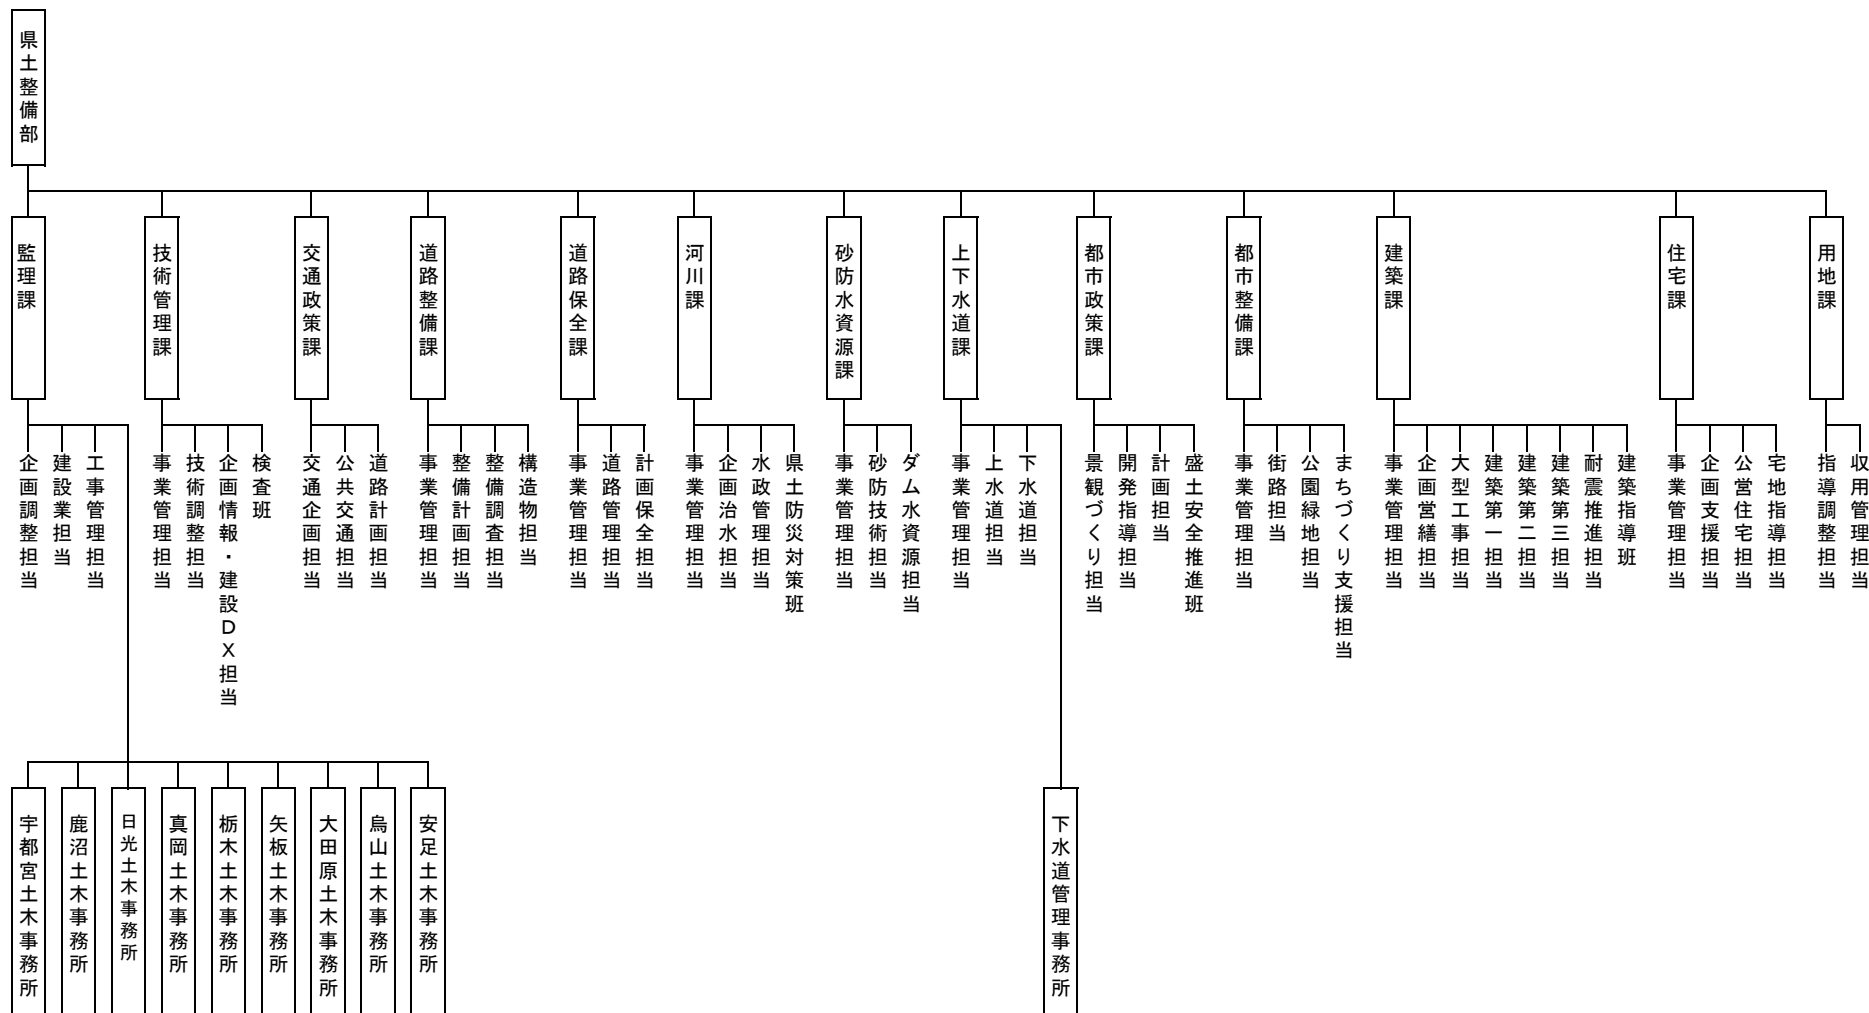 県土整備部
監理課
技術管理課
交通政策課
道路整備課
道路保全課
河川課
砂防水資源課
上下水道課
都市政策課
都市整備課
建築課
住宅課
用地課
企画調整担当
建設業担当
工事管理担当
事業管理担当
技術調整担当
企画情報・建設DX担当
検査班
交通企画担当
公共交通担当
道路計画担当
事業管理担当
整備計画担当
整備調査担当
構造物担当
事業管理担当
道路管理担当
計画保全担当
事業管理担当
企画治水担当
水政管理担当
県土防災対策班
事業管理担当
砂防技術担当
ダム水資源担当
事業管理担当
上水道担当
下水道担当
景観づくり担当
開発指導担当
計画担当
盛土安全推進班
事業管理担当
街路担当
公園緑地担当
まちづくり支援担当
事業管理担当
企画営繕担当
大型工事担当
建築第一担当
建築第二担当
建築第三担当
耐震推進担当
建築指導班
事業管理担当
企画支援担当
公営住宅担当
宅地指導担当
指導調整担当
収用管理担当
宇都宮土木事務所
鹿沼土木事務所
日光土木事務所
真岡土木事務所
栃木土木事務所
矢板土木事務所
大田原土木事務所
烏山土木事務所
安足土木事務所
下水道管理事務所